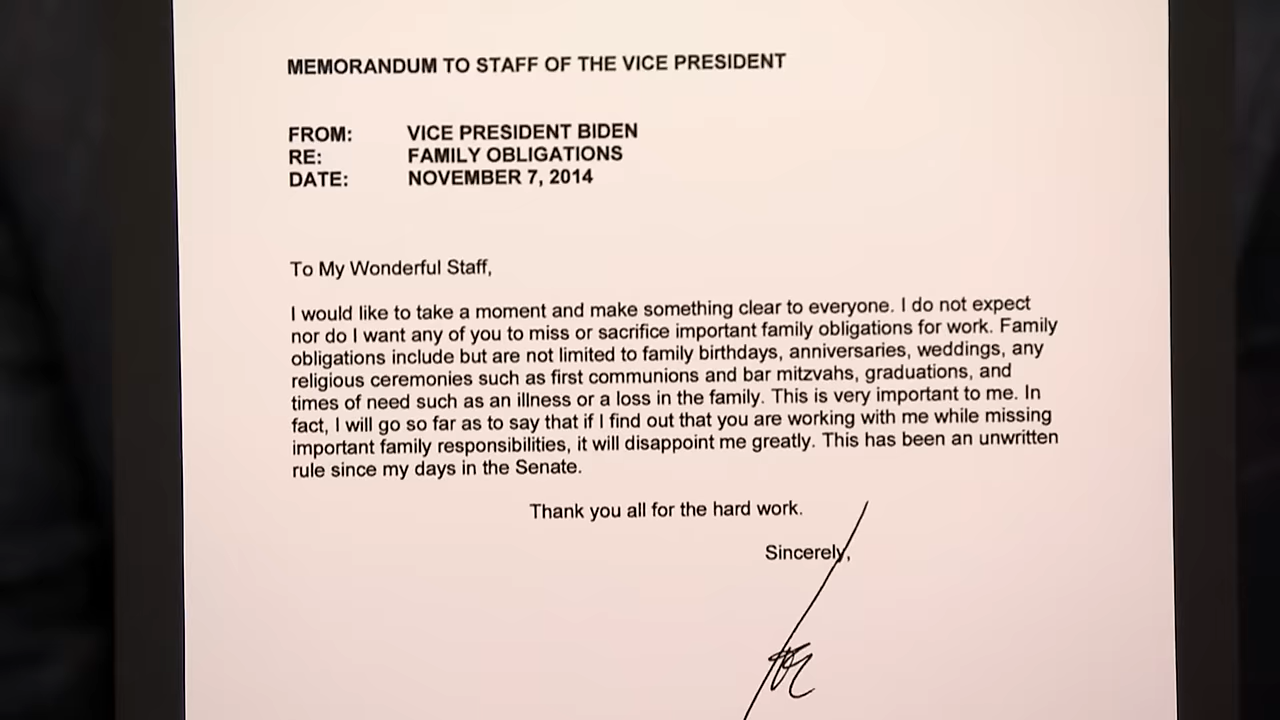 MEMORANDUM TO STAFF OF THE VICE PRESIDENT
FROM: VICE PRESIDENT BIDEN
RE: FAMILY OBLIGATIONS
DATE: NOVEMBER 7, 2014
To My Wonderful Staff,
I would like to take a moment and make something clear to everyone. I do not expect
nor do I want any of you to miss or sacrifice important family obligations for work. Family
obligations include but are not limited to family birthdays, anniversaries, weddings, any
religious ceremonies such as first communions and bar mitzvahs, graduations, and
times of need such as an illness or a loss in the family. This is very important to me. In
fact, I will go so far as to say that if I find out that you are working with me while missing
important family responsibilities, it will disappoint me greatly. This has been an unwritten
rule since my days in the Senate.
Thank you all for the hard work.
Sincerely,
Joe